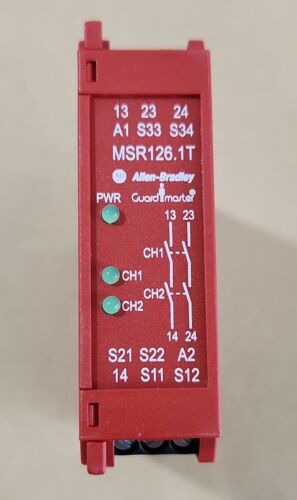 13 23 24
A1 S33 S34
MSR126.1T
Allen-Bradley
Guardmaster
PWR
13 23
CH1
CH1
CH2
CH2
14 24
S21 S22 A2
14 S11 S12